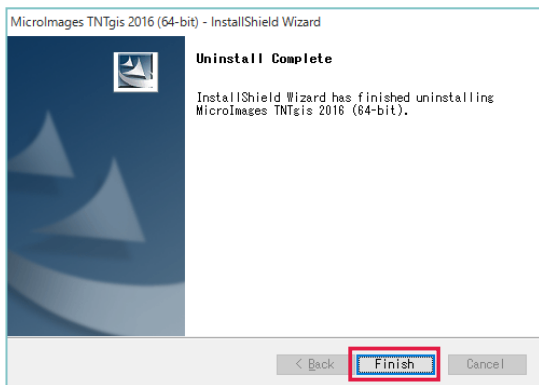 MicroImages TNTgis 2016 (64-bit) - InstallShield Wizard
Uninstall Complete
InstallShield Wizard has finished uninstalling
MicroImages TNTgis 2016 (64-bit).
< Back Finish Cancel